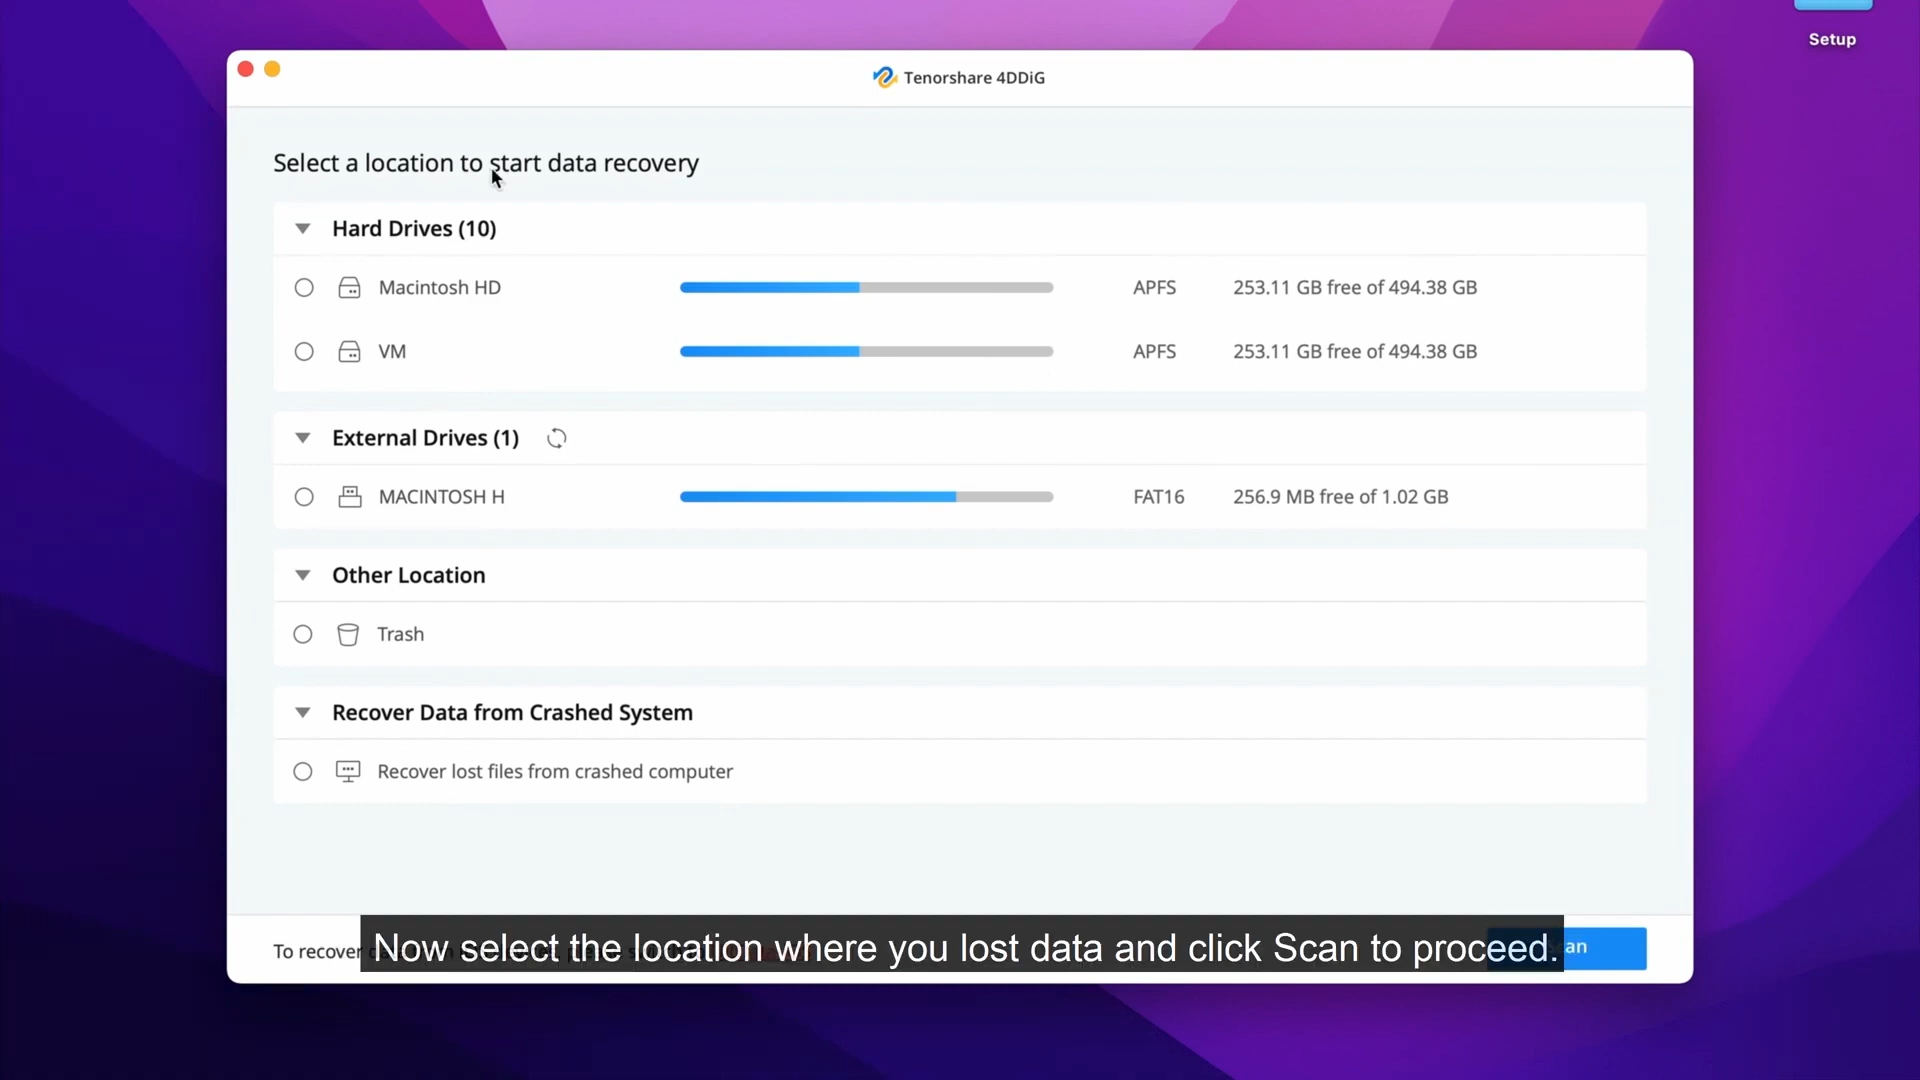 Setup
Tenorshare 4DDiG
Select a location to start data recovery
Hard Drives (10)
Macintosh HD APFS 253.11 GB free of 494.38 GB
VM APFS 253.11 GB free of 494.38 GB
External Drives (1)
MACINTOSH H FAT16 256.9 MB free of 1.02 GB
Other Location
Trash
Recover Data from Crashed System
Recover lost files from crashed computer
To recover
Now select the location where you lost data and click Scan to proceed.